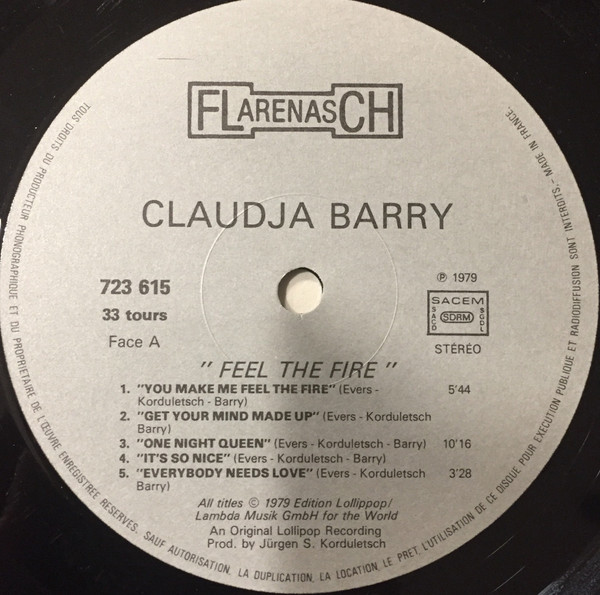 FLARENASCH
CLAUDJA BARRY
723 615
33 tours
Face A
℗ 1979
SACEM
SACD SDRM SGDL
STÉRÉO
" FEEL THE FIRE "
1. "YOU MAKE ME FEEL THE FIRE" (Evers - 5'44
Korduletsch - Barry)
2. "GET YOUR MIND MADE UP" (Evers - Korduletsch
Barry)
3. "ONE NIGHT QUEEN" (Evers - Korduletsch - Barry) 10'16
4. "IT'S SO NICE" (Evers - Korduletsch - Barry)
5. "EVERYBODY NEEDS LOVE" (Evers - Korduletsch 3'28
Barry)
All titles © 1979 Edition Lollippop/
Lambda Musik GmbH for the World
An Original Lollipop Recording
Prod. by Jürgen S. Korduletsch
TOUS DROITS DU PRODUCTEUR PHONOGRAPHIQUE ET DU PROPRIETAIRE DE L'ŒUVRE ENREGISTREE RESERVES. SAUF AUTORISATION, LA DUPLICATION, LA LOCATION, LE PRET, L'UTILISATION DE CE DISQUE POUR EXECUTION PUBLIQUE ET RADIODIFFUSION SONT INTERDITS. - MADE IN FRANCE.